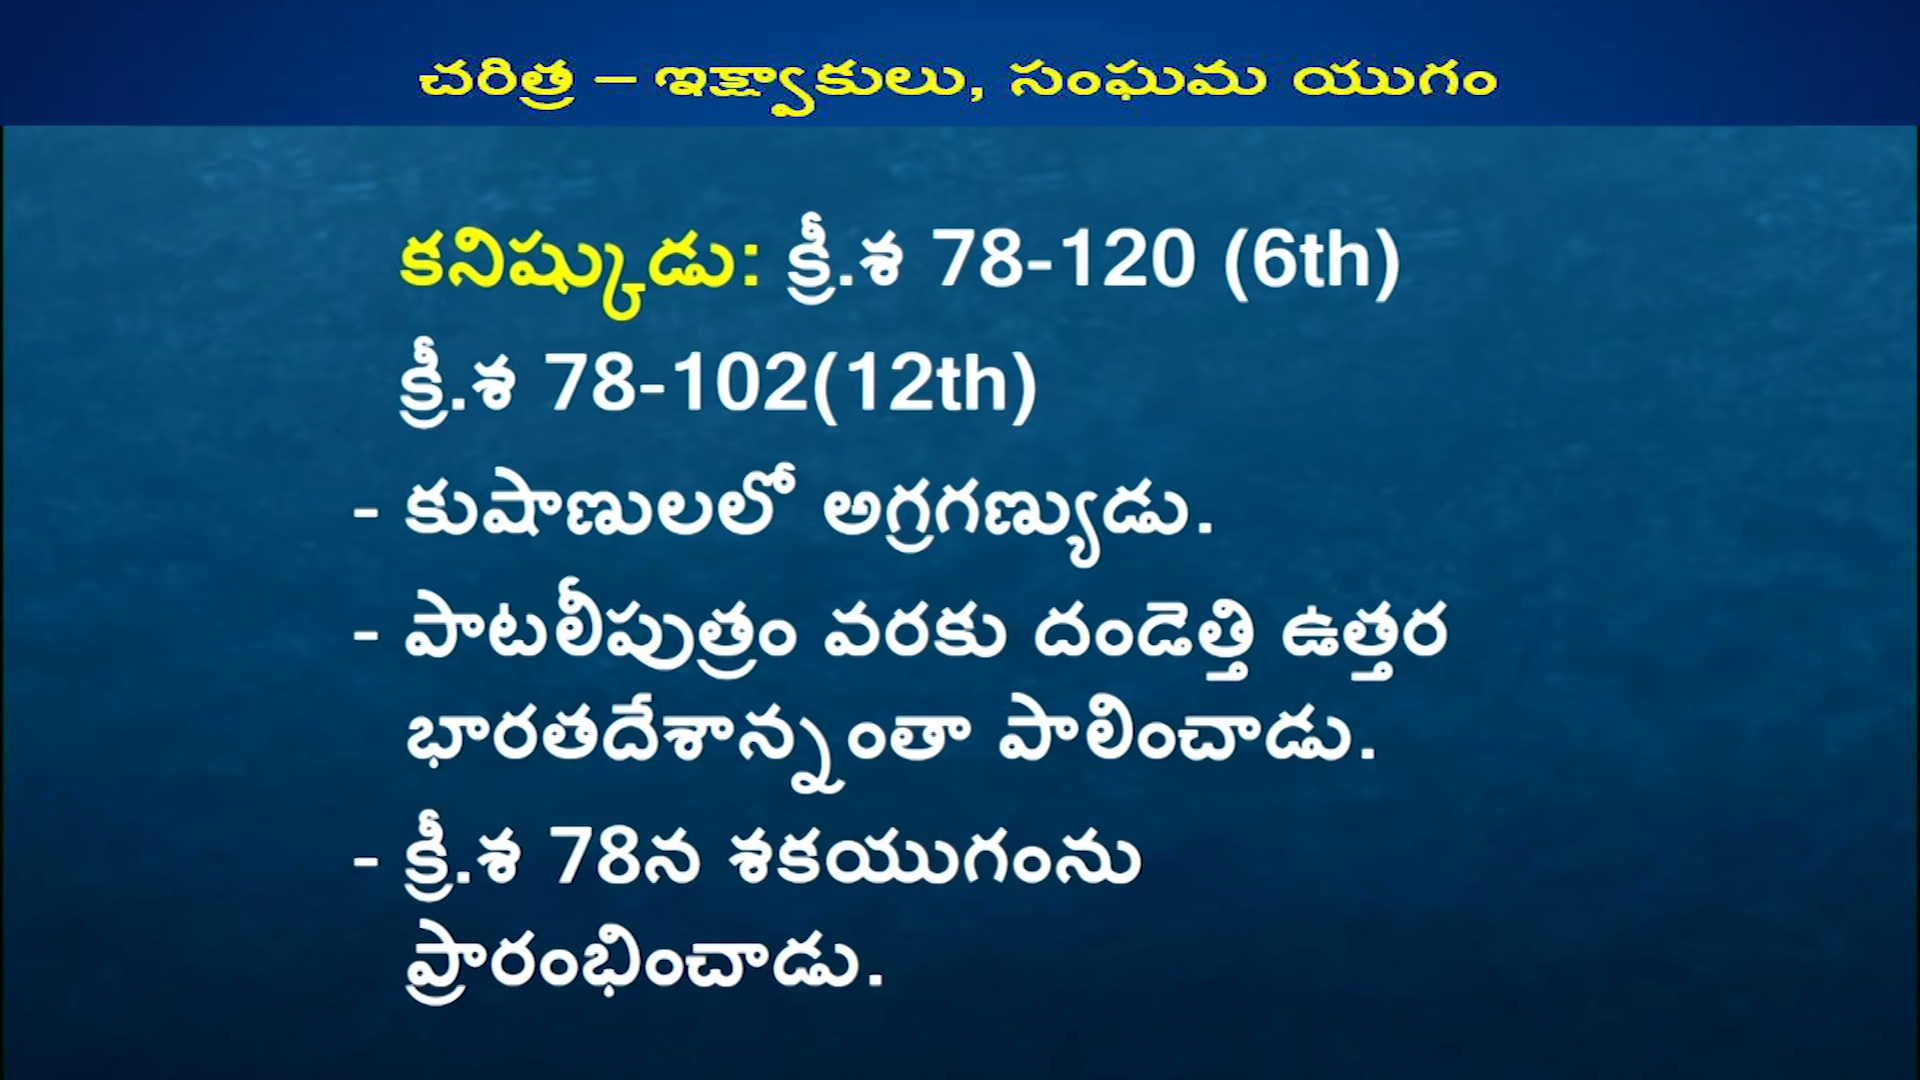 చరిత్ర – ఇక్ష్వాకులు, సంఘమ యుగం
కనిష్కుడు: క్రీ.శ 78-120 (6th)
క్రీ.శ 78-102(12th)
- కుషాణులలో అగ్రగణ్యుడు.
- పాటలీపుత్రం వరకు దండెత్తి ఉత్తర
భారతదేశాన్నంతా పాలించాడు.
- క్రీ.శ 78న శకయుగంను
ప్రారంభించాడు.